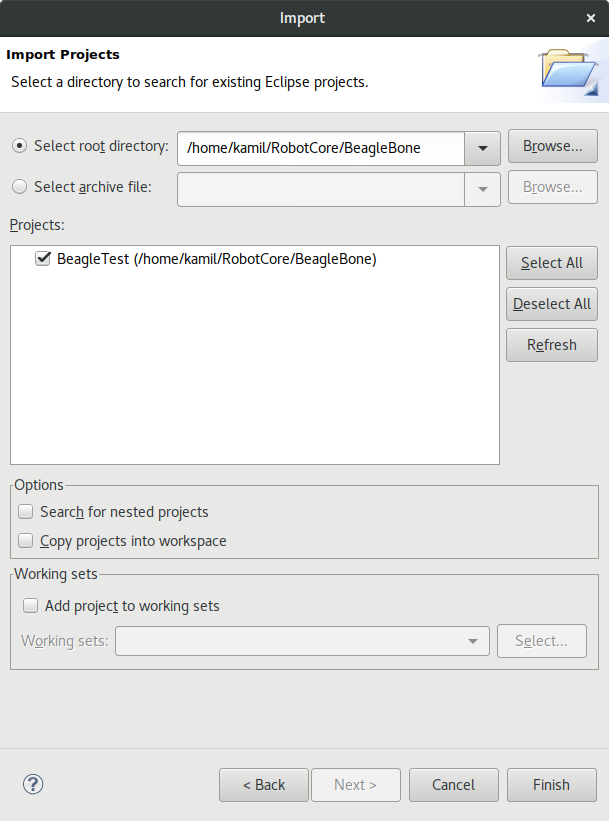 Import
Import Projects
Select a directory to search for existing Eclipse projects.
Select root directory: /home/kamil/RobotCore/BeagleBone Browse...
Select archive file: Browse...
Projects:
BeagleTest (/home/kamil/RobotCore/BeagleBone)
Select All
Deselect All
Refresh
Options
Search for nested projects
Copy projects into workspace
Working sets
Add project to working sets
Working sets: Select...
< Back Next > Cancel Finish